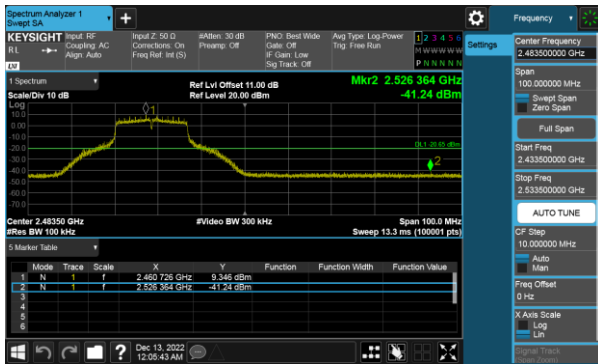 Spectrum Analyzer 1
Swept SA
+
Frequency
KEYSIGHT
RL
LXI
Input: RF
Coupling: AC
Align: Auto
Input Z: 50 Ω
Corrections: On
Freq Ref: Int (S)
#Atten: 30 dB
Preamp: Off
PNO: Best Wide
Gate: Off
IF Gain: Low
Sig Track: Off
Avg Type: Log-Power
Trig: Free Run
1 2 3 4 5 6
M W W W W W
P N N N N N
Settings
1 Spectrum
Scale/Div 10 dB
Ref Lvl Offset 11.00 dB
Ref Level 20.00 dBm
Mkr2 2.526 364 GHz
-41.24 dBm
Log
10.0
0.00
-10.0
-20.0
-30.0
-40.0
-50.0
-60.0
-70.0
1
DL1 -20.65 dBm
2
Center 2.48350 GHz
#Res BW 100 kHz
#Video BW 300 kHz
Span 100.0 MHz
Sweep 13.3 ms (100001 pts)
5 Marker Table
Mode Trace Scale X Y Function Function Width Function Value
1 N 1 f 2.460 726 GHz 9.346 dBm
2 N 1 f 2.526 364 GHz -41.24 dBm
3
4
5
6
Center Frequency
2.483500000 GHz
Span
100.000000 MHz
Swept Span
Zero Span
Full Span
Start Freq
2.433500000 GHz
Stop Freq
2.533500000 GHz
AUTO TUNE
CF Step
10.000000 MHz
Auto
Man
Freq Offset
0 Hz
X Axis Scale
Log
Lin
Signal Track
(Span Zoom)
?
Dec 13, 2022
12:05:43 AM